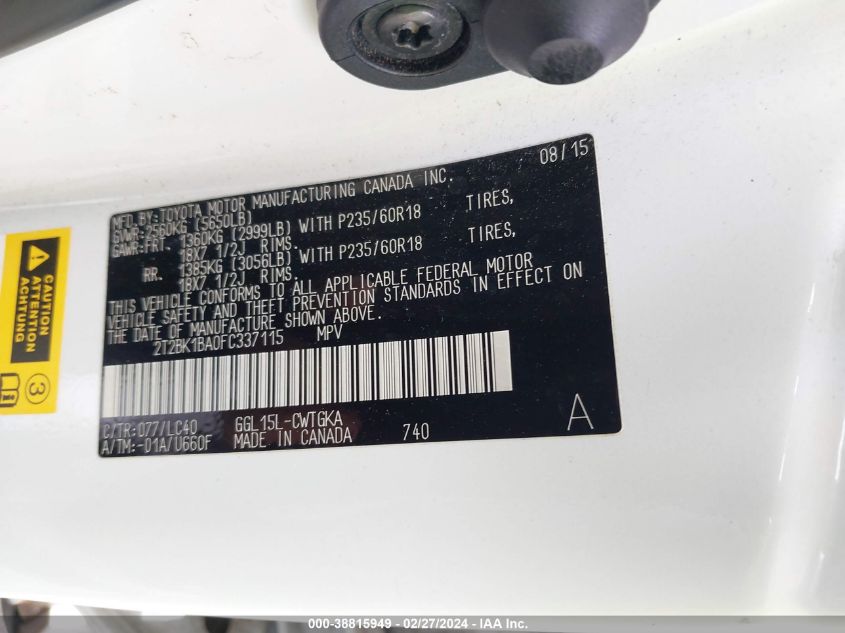 08/15
MFD.BY:TOYOTA MOTOR MANUFACTURING CANADA INC.
GVWR:2560KG (5650LB)
GAWR:FRT. 1360KG (2999LB) WITH P235/60R18 TIRES,
18X7 1/2J RIMS.
RR. 1385KG (3056LB) WITH P235/60R18 TIRES,
18X7 1/2J RIMS.
THIS VEHICLE CONFORMS TO ALL APPLICABLE FEDERAL MOTOR
VEHICLE SAFETY AND THEFT PREVENTION STANDARDS IN EFFECT ON
THE DATE OF MANUFACTURE SHOWN ABOVE.
2T2BK1BA0FC337115 MPV
C/TR:077/LC40 GGL15L-CWTGKA A
A/TM:-01A/U660F MADE IN CANADA 740
CAUTION
ATTENTION
ACHTUNG
3
000-38815949 - 02/27/2024 - IAA Inc.